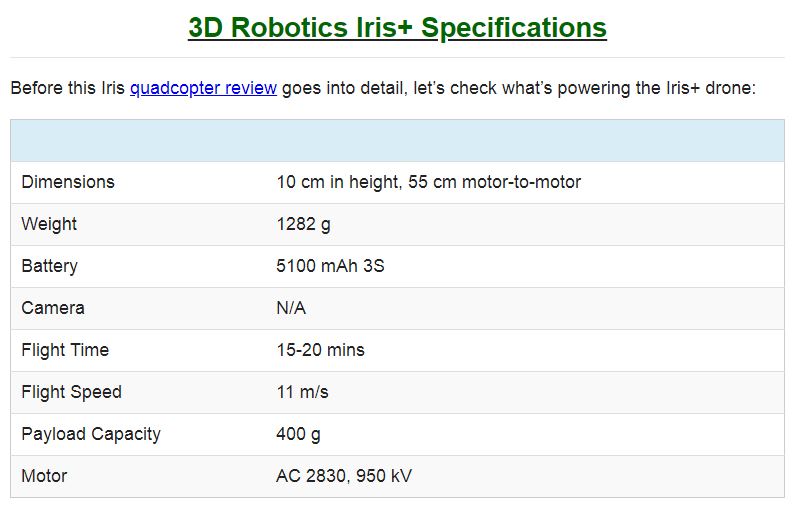 3D Robotics Iris+ Specifications
Before this Iris quadcopter review goes into detail, let’s check what’s powering the Iris+ drone:
Dimensions 10 cm in height, 55 cm motor-to-motor
Weight 1282 g
Battery 5100 mAh 3S
Camera N/A
Flight Time 15-20 mins
Flight Speed 11 m/s
Payload Capacity 400 g
Motor AC 2830, 950 kV